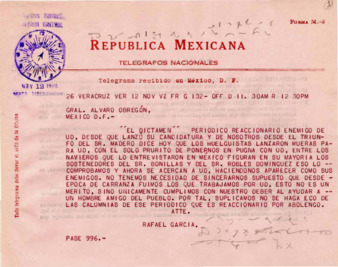 FORMA M.-4
REPUBLICA MEXICANA
TELEGRAFOS NACIONALES
Telegrama recibido en México, D. F.
26 VERACRUZ VER 12 NOV VZ FR G 132- OFF D 11. 30AM R 12 30PM
GRAL. ALVARO OBREGÓN.
MEXICO D.F.-
"EL DICTAMEN" PERIODICO REACCIONARIO ENEMIGO DE
UD, DESDE QUE LANZÓ SU CANDIDATURA Y DE NOSOTROS DESDE EL TRIUN-
FO DEL SR. MADERO DICE HOY QUE LOS HUELGUISTAS LANZARON MUERAS PA-
RA UD, CON EL SOLO PRURITO DE PONERNOS EN PUGNA CON UD, ENTRE LOS
NAVIEROS QUE LO ENTREVISTARON EN MEXICO FIGURAN EN SU MAYORIA LOS
SOSTENEDORES DEL SR. BONILLAS Y DEL SR. ROBLES DOMINGUEZ ESO LO --
COMPROBAMOS Y AHORA SE ACERCAN A UD, HACIENDONOS APARECER COMO SUS
ENEMIGOS. NO TENEMOS NECESIDAD DE SINCERARNOS SUPUESTO QUE DESDE -
EPOCA DE CARRANZA FUIMOS LOS QUE TRABAJAMOS POR UD, ESTO NO ES UN
MERITO, SINO UNICAMENTE CUMPLIMOS CON NUESTRO DEBER AL AYUDAR A --
UN HOMBRE AMIGO DEL PUEBLO. POR TAL, SUPLICAMOS NO SE HAGA ECO DE
LAS CALUMNIAS DE ESE PERIODICO QUE ES REACCIONARIO POR ABOLENGO.
ATTE.
RAFAEL GARCIA.
PASE 996.-